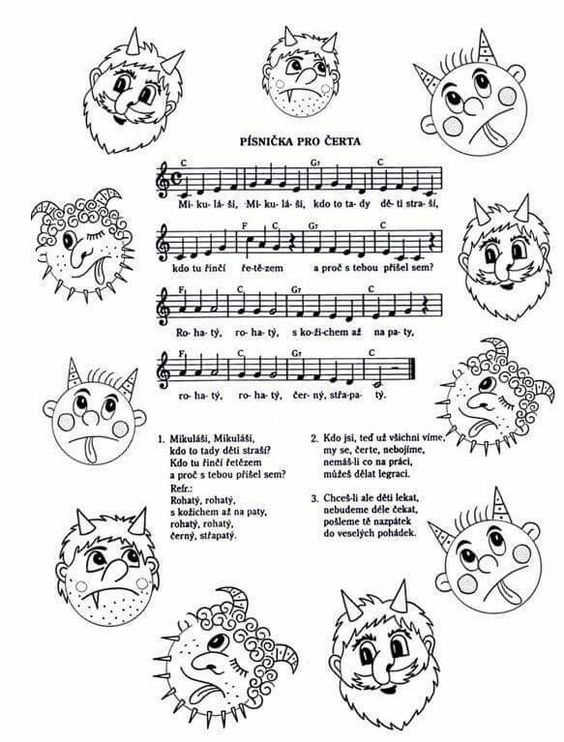 PÍSNIČKA PRO ČERTA
C G7 C
Mi- ku- lá- ši, Mi- ku- lá- ši, kdo to ta- dy dě- ti stra- ší,
F C G7 C
kdo tu řinčí ře-tě-zem a proč s tebou přišel sem?
F C G7 C
Ro- ha- tý, ro- ha- tý, s ko-ži-chem až na pa- ty,
F C G7 C
ro- ha- tý, ro- ha- tý, čer- ný, střa-pa- tý.
1. Mikuláši, Mikuláši,
kdo to tady děti straší?
Kdo tu řinčí řetězem
a proč s tebou přišel sem?
Refr.:
Rohatý, rohatý,
s kožichem až na paty,
rohatý, rohatý,
černý, střapatý.
2. Kdo jsi, teď už všichni víme,
my se, čerte, nebojíme,
nemáš-li co na práci,
můžeš dělat legraci.
3. Chceš-li ale děti lekat,
nebudeme déle čekat,
pošleme tě nazpátek
do veselých pohádek.